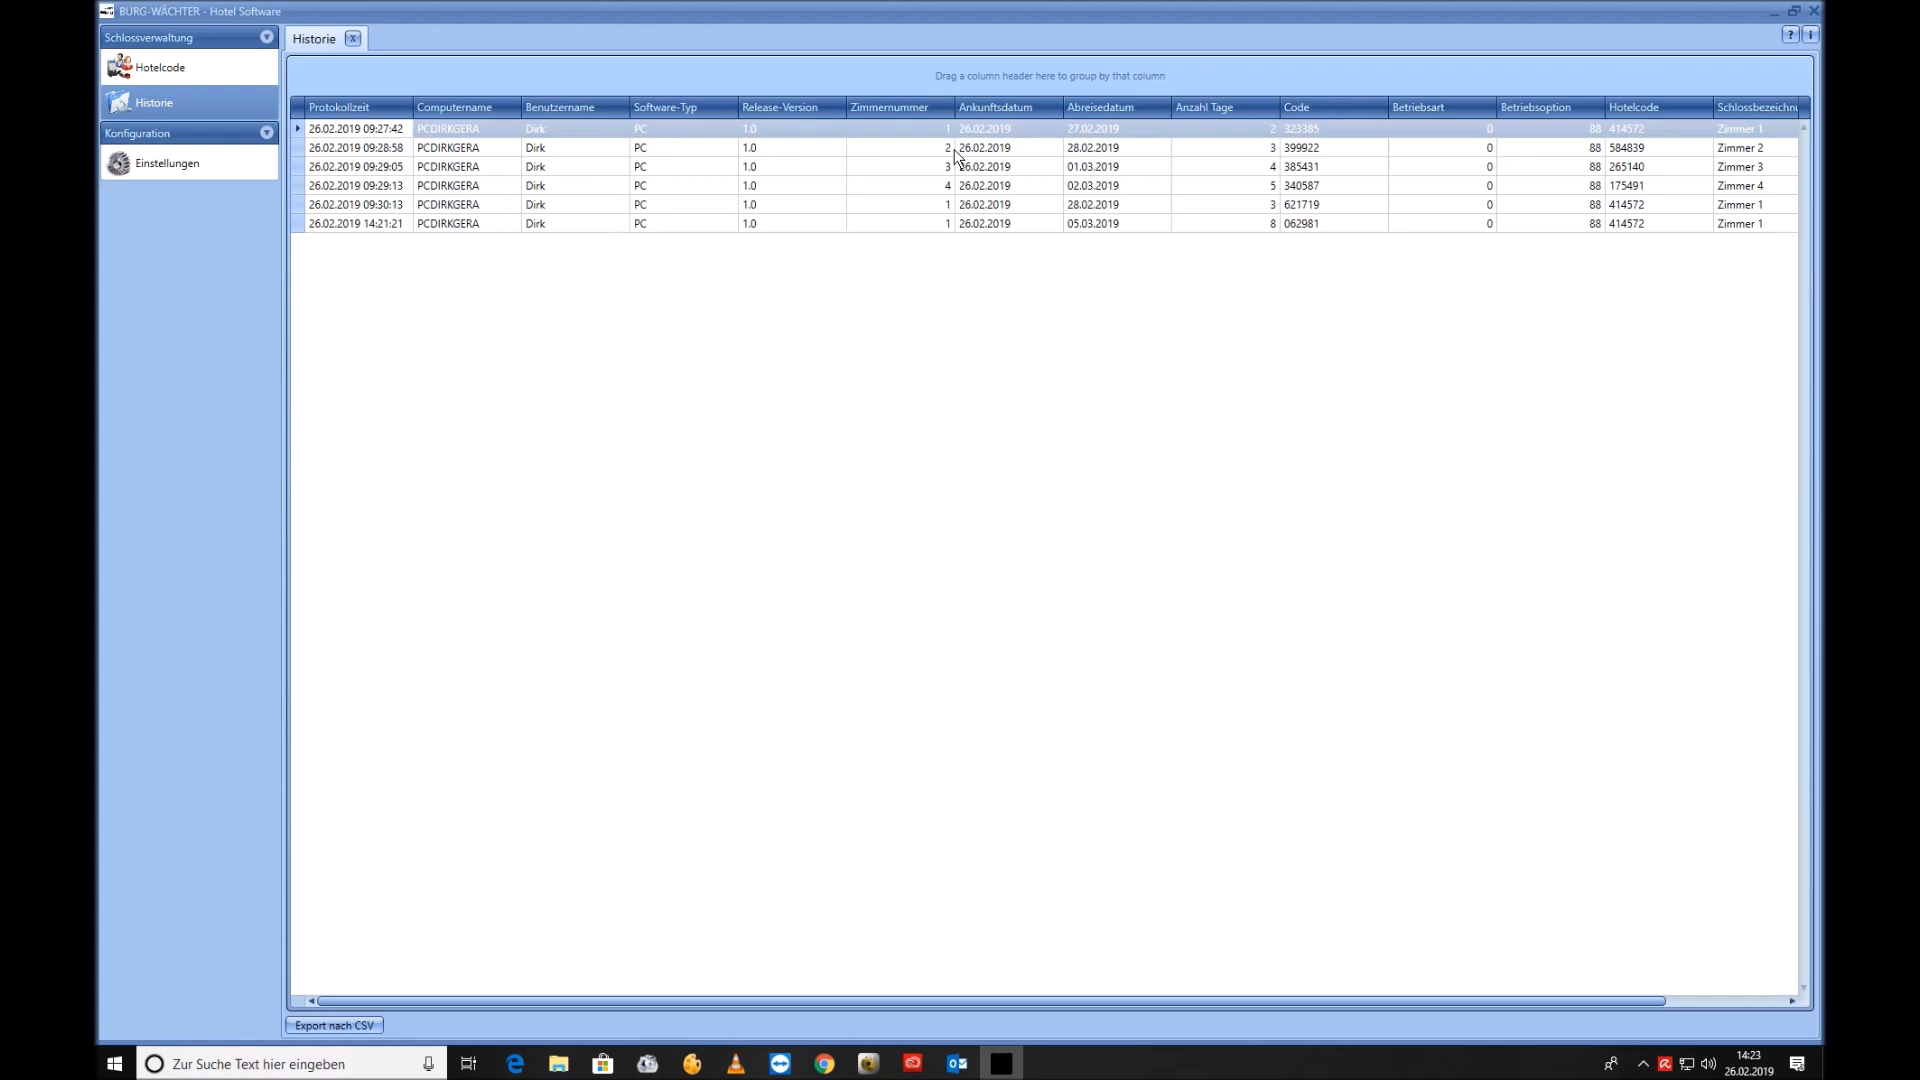 BURG-WÄCHTER - Hotel Software
Schlossverwaltung
Hotelcode
Historie
Konfiguration
Einstellungen
Historie X
? i
Drag a column header here to group by that column
Protokollzeit Computername Benutzername Software-Typ Release-Version Zimmernummer Ankunftsdatum Abreisedatum Anzahl Tage Code Betriebsart Betriebsoption Hotelcode Schlossbezeichnu
26.02.2019 09:27:42 PCDIRKGERA Dirk PC 1.0 1 26.02.2019 27.02.2019 2 323385 0 88 414572 Zimmer 1
26.02.2019 09:28:58 PCDIRKGERA Dirk PC 1.0 2 26.02.2019 28.02.2019 3 399922 0 88 584839 Zimmer 2
26.02.2019 09:29:05 PCDIRKGERA Dirk PC 1.0 3 26.02.2019 01.03.2019 4 385431 0 88 265140 Zimmer 3
26.02.2019 09:29:13 PCDIRKGERA Dirk PC 1.0 4 26.02.2019 02.03.2019 5 340587 0 88 175491 Zimmer 4
26.02.2019 09:30:13 PCDIRKGERA Dirk PC 1.0 1 26.02.2019 28.02.2019 3 621719 0 88 414572 Zimmer 1
26.02.2019 14:21:21 PCDIRKGERA Dirk PC 1.0 1 26.02.2019 05.03.2019 8 062981 0 88 414572 Zimmer 1
Export nach CSV
Zur Suche Text hier eingeben
14:23
26.02.2019